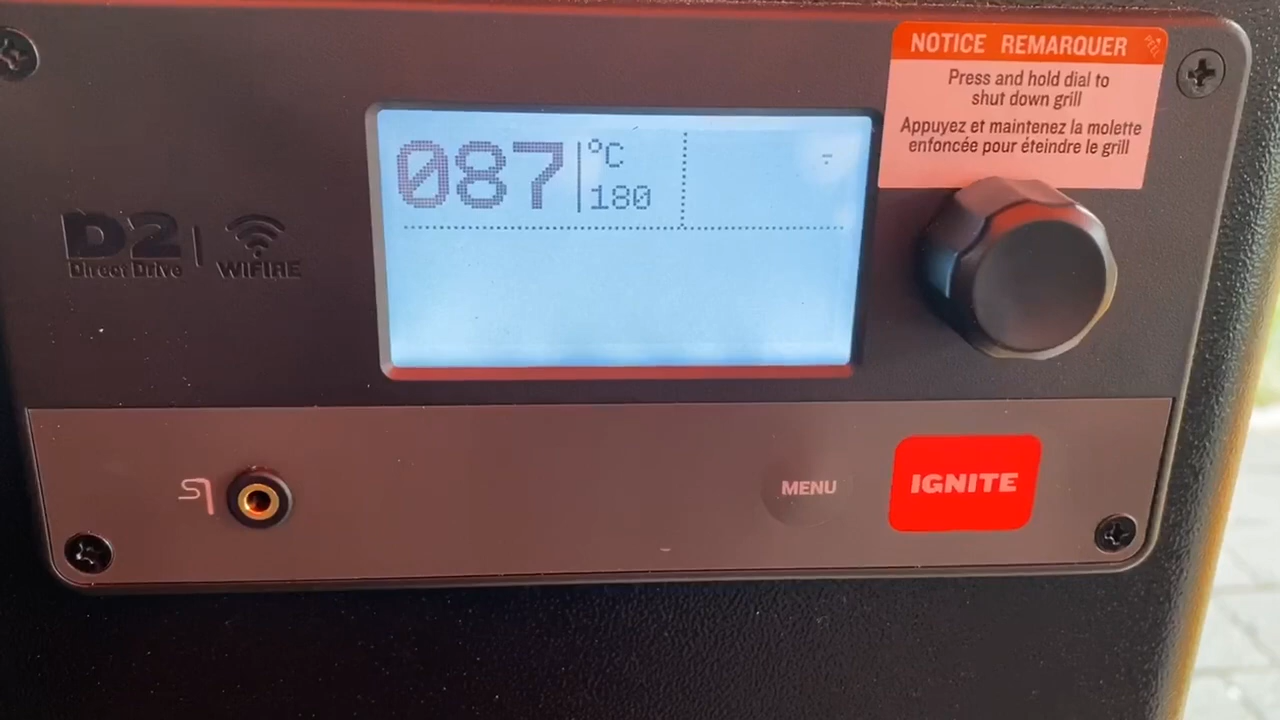 NOTICE REMARQUER
PEEL
Press and hold dial to
shut down grill
Appuyez et maintenez la molette
enfoncée pour éteindre le grill
087 °C
180
-
D2
Direct Drive
WIFIRE
MENU
IGNITE